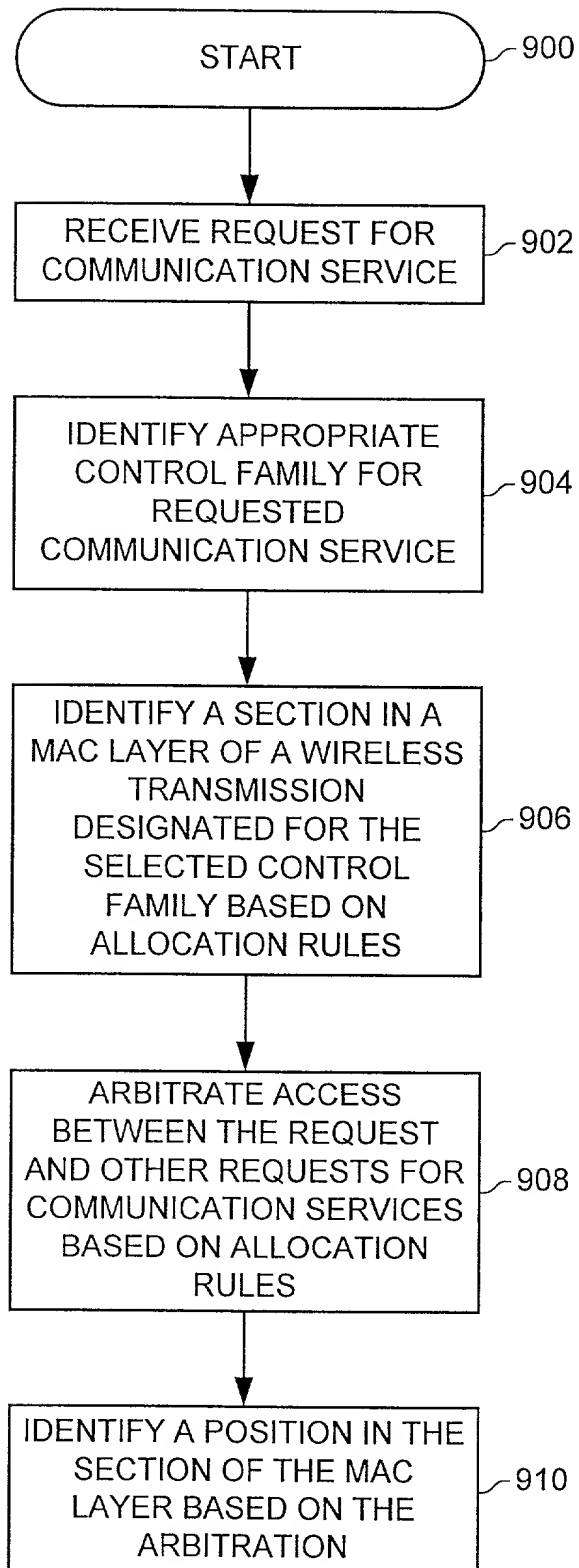 START
900
RECEIVE REQUEST FOR
COMMUNICATION SERVICE
902
IDENTIFY APPROPRIATE
CONTROL FAMILY FOR
REQUESTED
COMMUNICATION SERVICE
904
IDENTIFY A SECTION IN A
MAC LAYER OF A WIRELESS
TRANSMISSION
DESIGNATED FOR THE
SELECTED CONTROL
FAMILY BASED ON
ALLOCATION RULES
906
ARBITRATE ACCESS
BETWEEN THE REQUEST
AND OTHER REQUESTS FOR
COMMUNICATION SERVICES
BASED ON ALLOCATION
RULES
908
IDENTIFY A POSITION IN THE
SECTION OF THE MAC
LAYER BASED ON THE
ARBITRATION
910